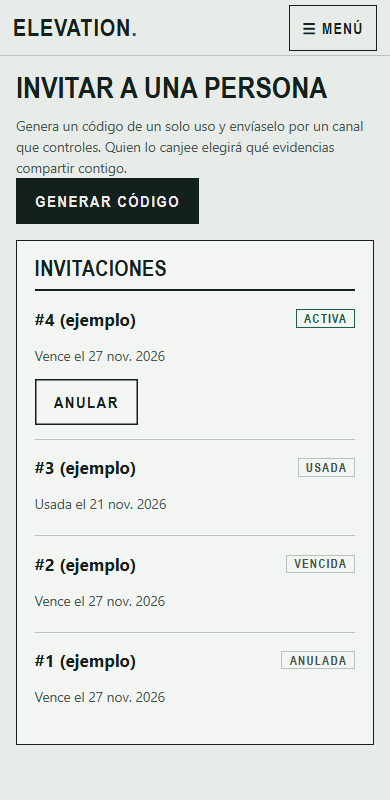 ELEVATION.
☰ MENÚ
INVITAR A UNA PERSONA
Genera un código de un solo uso y envíaselo por un canal
que controles. Quien lo canjee elegirá qué evidencias
compartir contigo.
GENERAR CÓDIGO
INVITACIONES
#4 (ejemplo)
ACTIVA
Vence el 27 nov. 2026
ANULAR
#3 (ejemplo)
USADA
Usada el 21 nov. 2026
#2 (ejemplo)
VENCIDA
Vence el 27 nov. 2026
#1 (ejemplo)
ANULADA
Vence el 27 nov. 2026